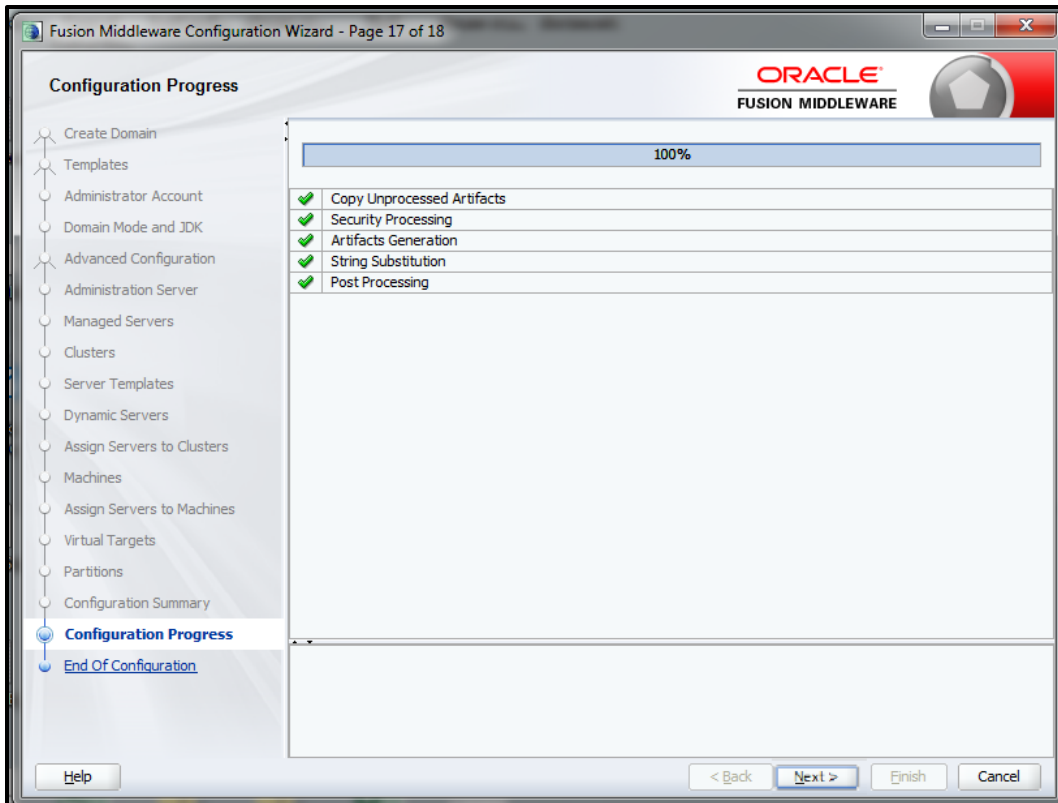 Fusion Middleware Configuration Wizard - Page 17 of 18
Configuration Progress
ORACLE
FUSION MIDDLEWARE
Create Domain
Templates
Administrator Account
Domain Mode and JDK
Advanced Configuration
Administration Server
Managed Servers
Clusters
Server Templates
Dynamic Servers
Assign Servers to Clusters
Machines
Assign Servers to Machines
Virtual Targets
Partitions
Configuration Summary
Configuration Progress
End Of Configuration
100%
Copy Unprocessed Artifacts
Security Processing
Artifacts Generation
String Substitution
Post Processing
Help
< Back
Next >
Finish
Cancel